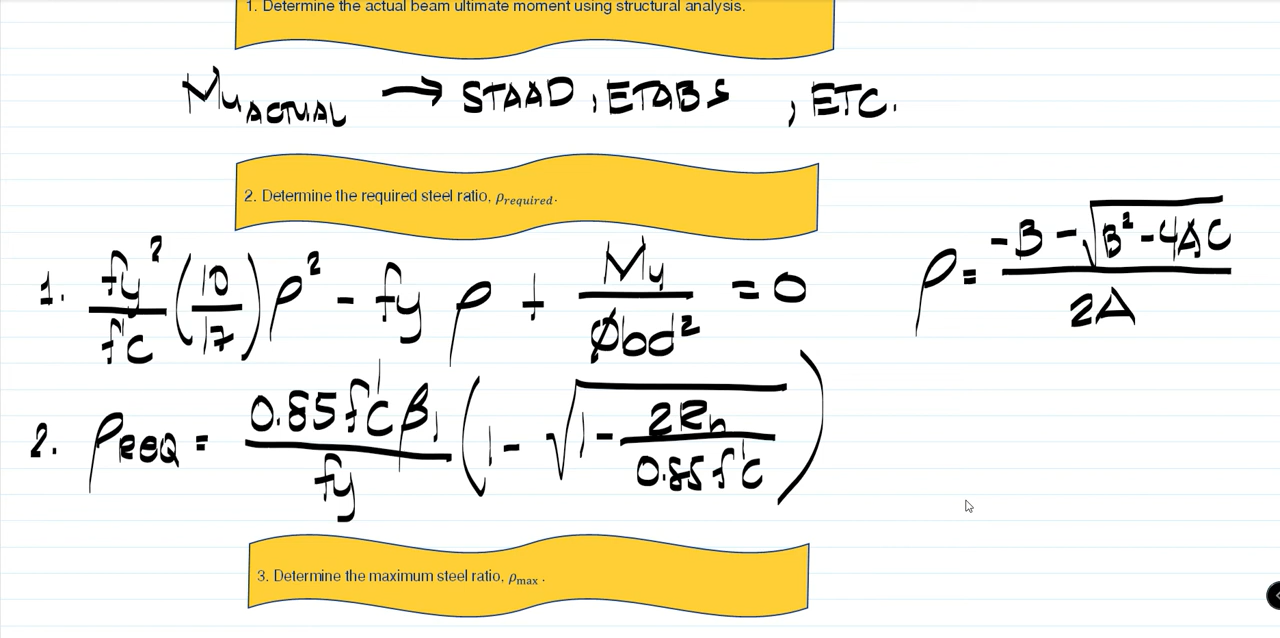 1. Determine the actual beam ultimate moment using structural analysis.
Mu ACTUAL → STAAD, ETABS, ETC.
2. Determine the required steel ratio, ρrequired.
1. fy²/f'c (10/17) ρ² - fy ρ + Mu/Øbd² = 0
ρ = (-B - √(B² - 4AC))/2A
2. ρREQ = 0.85f'c β1/fy (1 - √(1 - 2Rn/0.85f'c))
3. Determine the maximum steel ratio, ρmax .